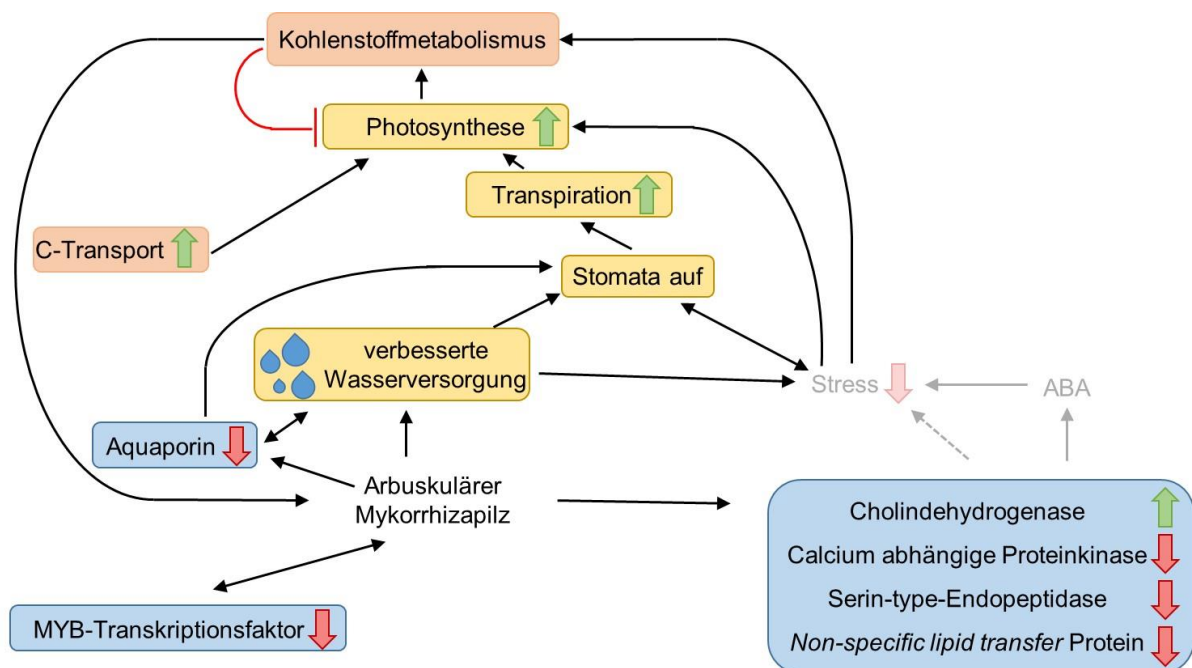 Kohlenstoffmetabolismus
Photosynthese
Transpiration
C-Transport
Stomata auf
verbesserte
Wasserversorgung
Stress
ABA
Aquaporin
Arbuskulärer
Mykorrhizapilz
Cholindehydrogenase
Calcium abhängige Proteinkinase
Serin-type-Endopeptidase
Non-specific lipid transfer Protein
MYB-Transkriptionsfaktor